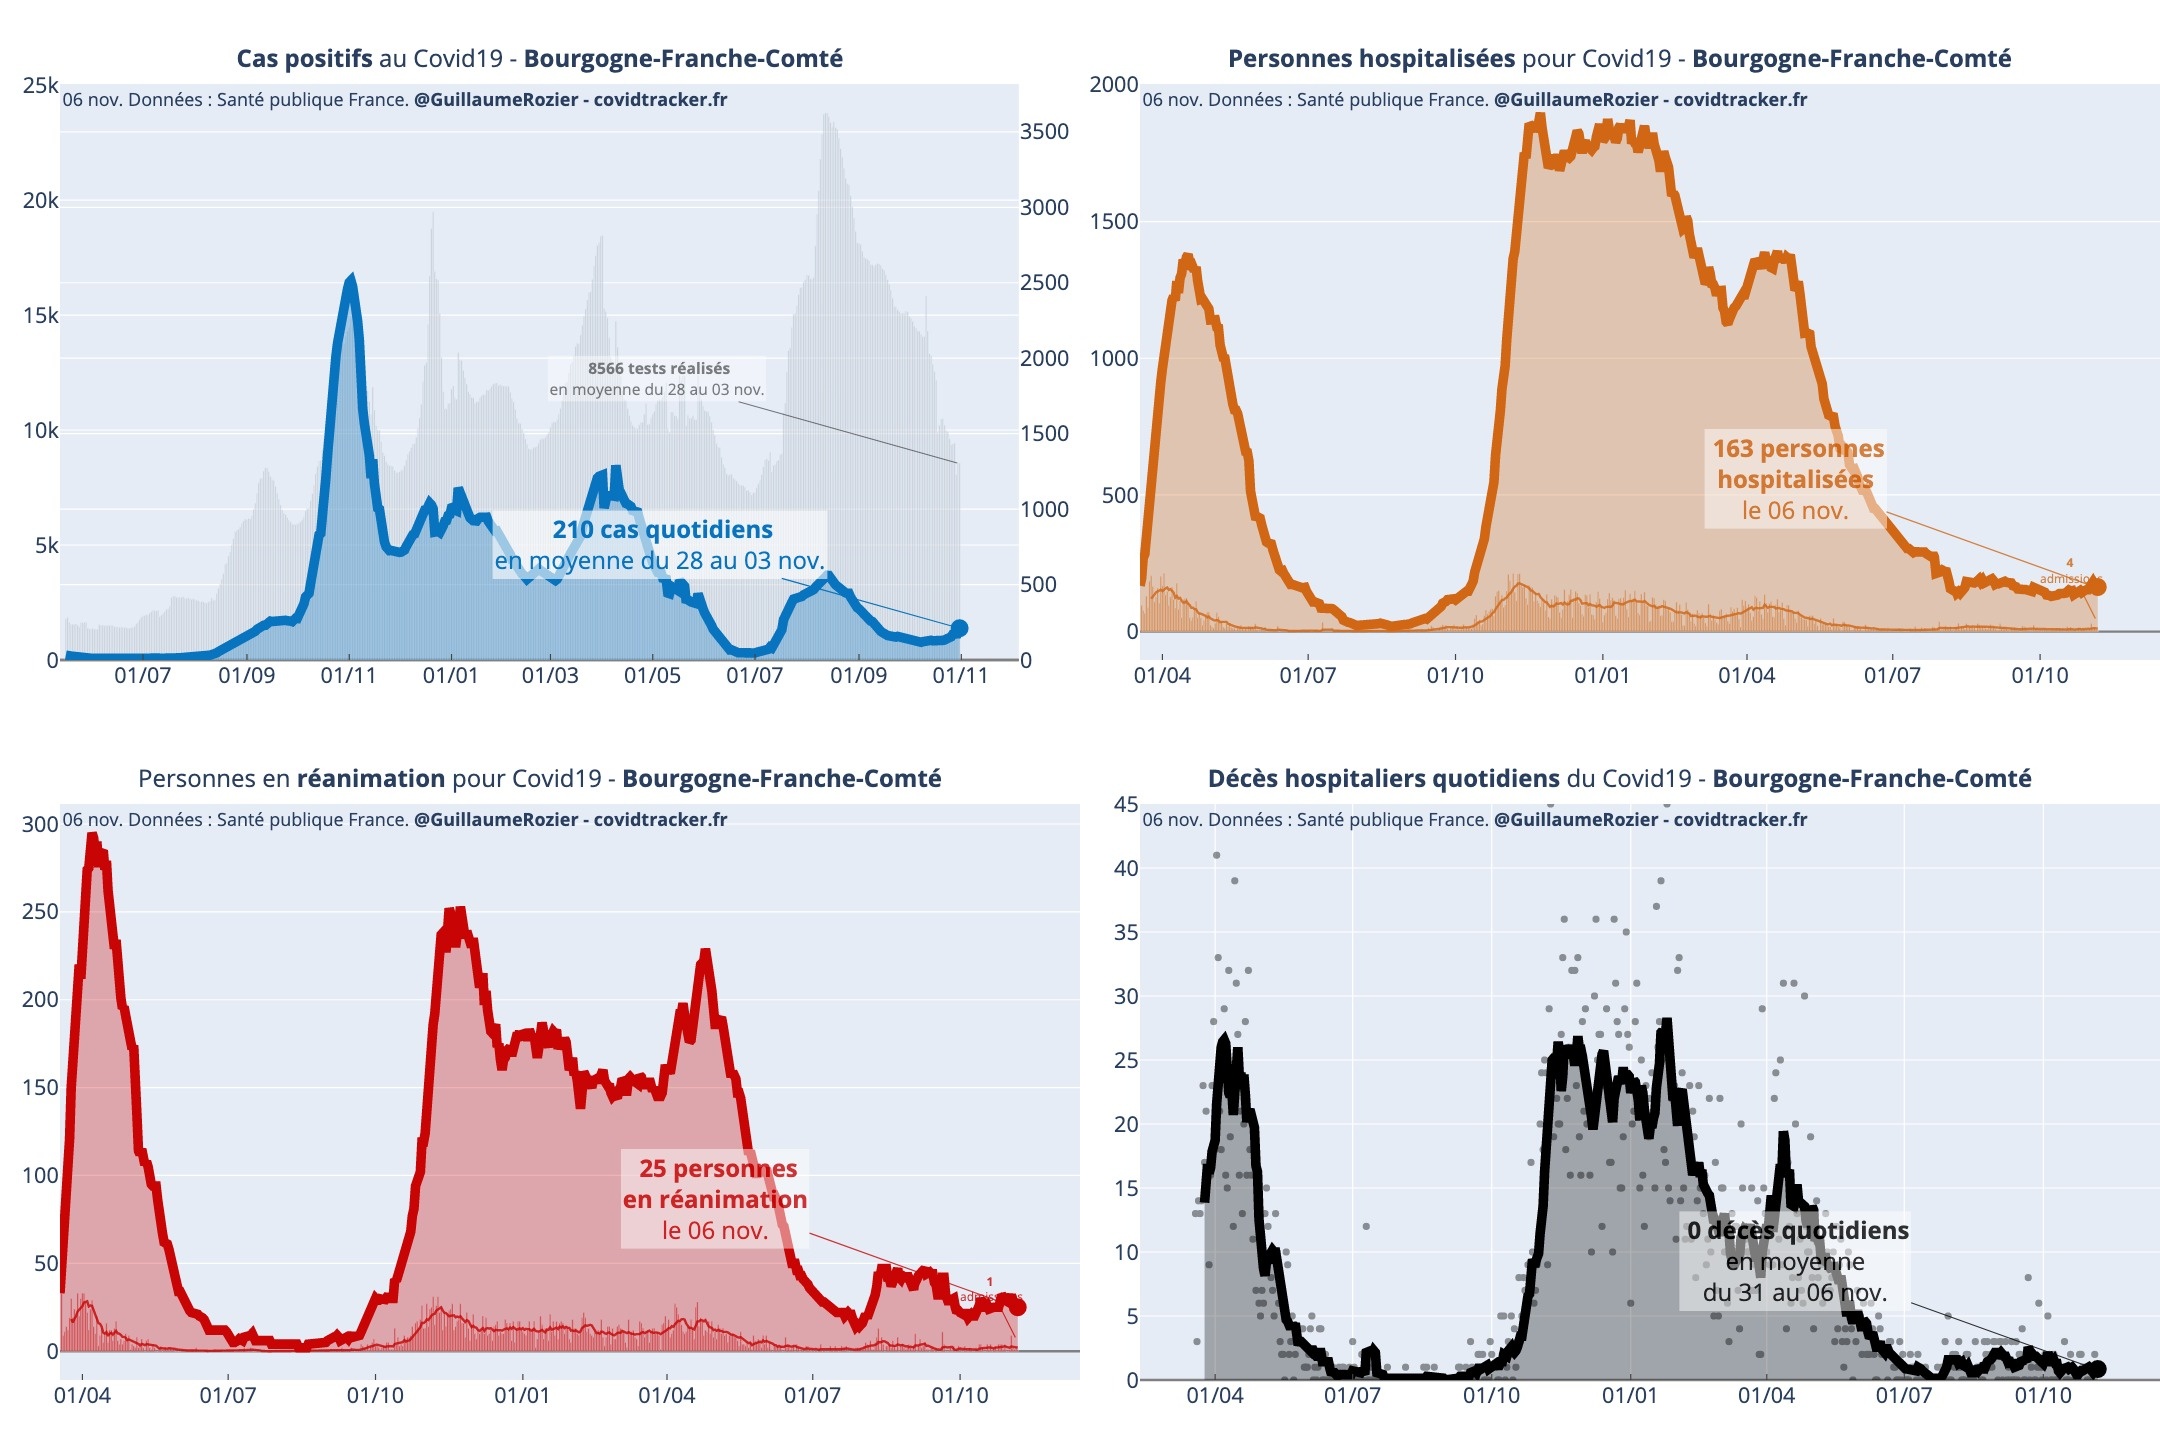 Cas positifs au Covid19 - Bourgogne-Franche-Comté
06 nov. Données : Santé publique France. @GuillaumeRozier - covidtracker.fr
25k
20k
15k
10k
5k
0
3500
3000
2500
2000
1500
1000
500
0
8566 tests réalisés
en moyenne du 28 au 03 nov.
210 cas quotidiens
en moyenne du 28 au 03 nov.
01/07 01/09 01/11 01/01 01/03 01/05 01/07 01/09 01/11
Personnes hospitalisées pour Covid19 - Bourgogne-Franche-Comté
06 nov. Données : Santé publique France. @GuillaumeRozier - covidtracker.fr
2000
1500
1000
500
0
163 personnes
hospitalisées
le 06 nov.
4
admissions
01/04 01/07 01/10 01/01 01/04 01/07 01/10
Personnes en réanimation pour Covid19 - Bourgogne-Franche-Comté
06 nov. Données : Santé publique France. @GuillaumeRozier - covidtracker.fr
300
250
200
150
100
50
0
25 personnes
en réanimation
le 06 nov.
1
admissions
01/04 01/07 01/10 01/01 01/04 01/07 01/10
Décès hospitaliers quotidiens du Covid19 - Bourgogne-Franche-Comté
06 nov. Données : Santé publique France. @GuillaumeRozier - covidtracker.fr
45
40
35
30
25
20
15
10
5
0
0 décès quotidiens
en moyenne
du 31 au 06 nov.
01/04 01/07 01/10 01/01 01/04 01/07 01/10